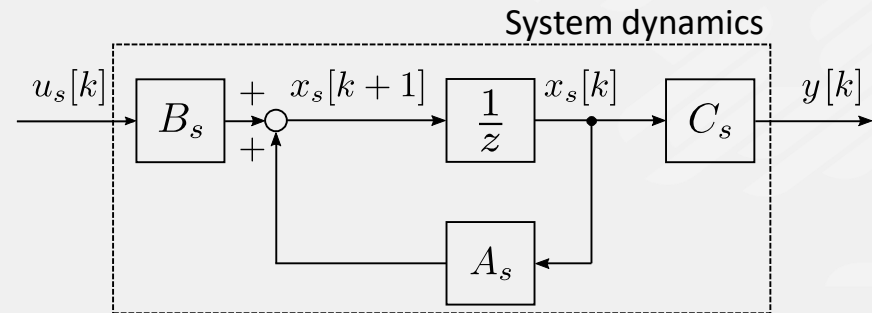 System dynamics
u_s[k]
B_s
+
+
x_s[k + 1]
1/z
x_s[k]
C_s
y[k]
A_s